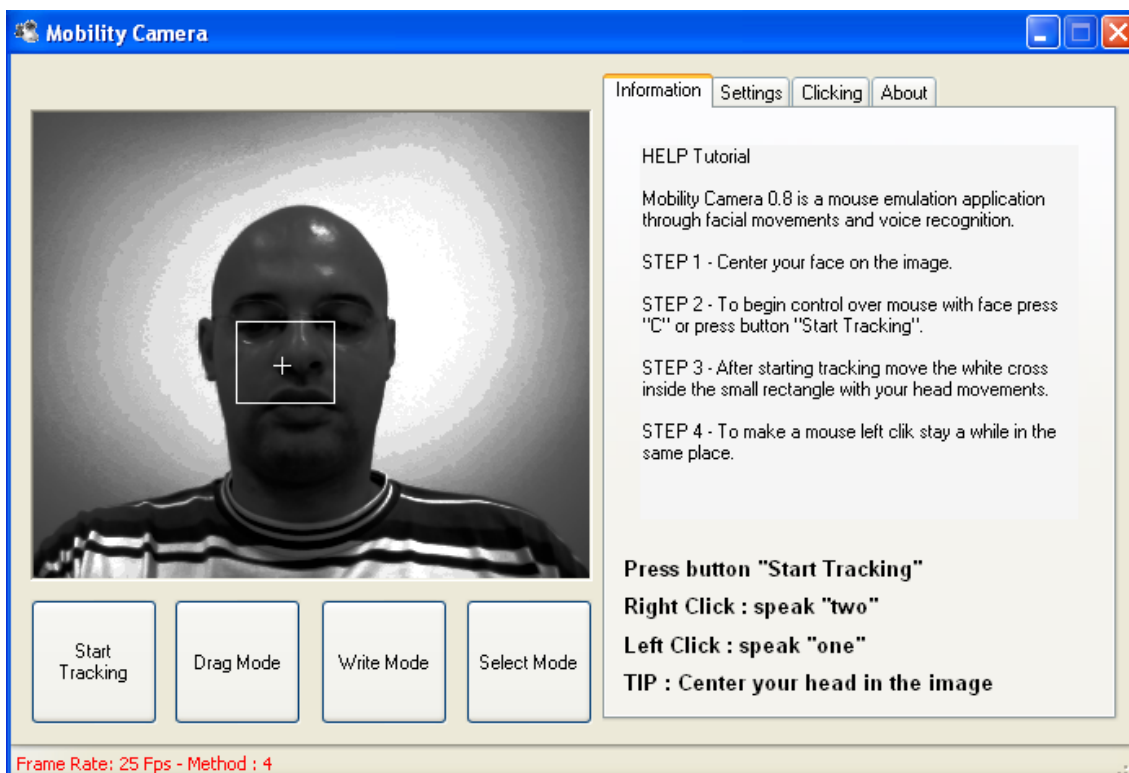 Mobility Camera
Information Settings Clicking About
HELP Tutorial
Mobility Camera 0.8 is a mouse emulation application
through facial movements and voice recognition.
STEP 1 - Center your face on the image.
STEP 2 - To begin control over mouse with face press
"C" or press button "Start Tracking".
STEP 3 - After starting tracking move the white cross
inside the small rectangle with your head movements.
STEP 4 - To make a mouse left clik stay a while in the
same place.
Press button "Start Tracking"
Right Click : speak "two"
Left Click : speak "one"
TIP : Center your head in the image
Start
Tracking
Drag Mode
Write Mode
Select Mode
Frame Rate: 25 Fps - Method : 4